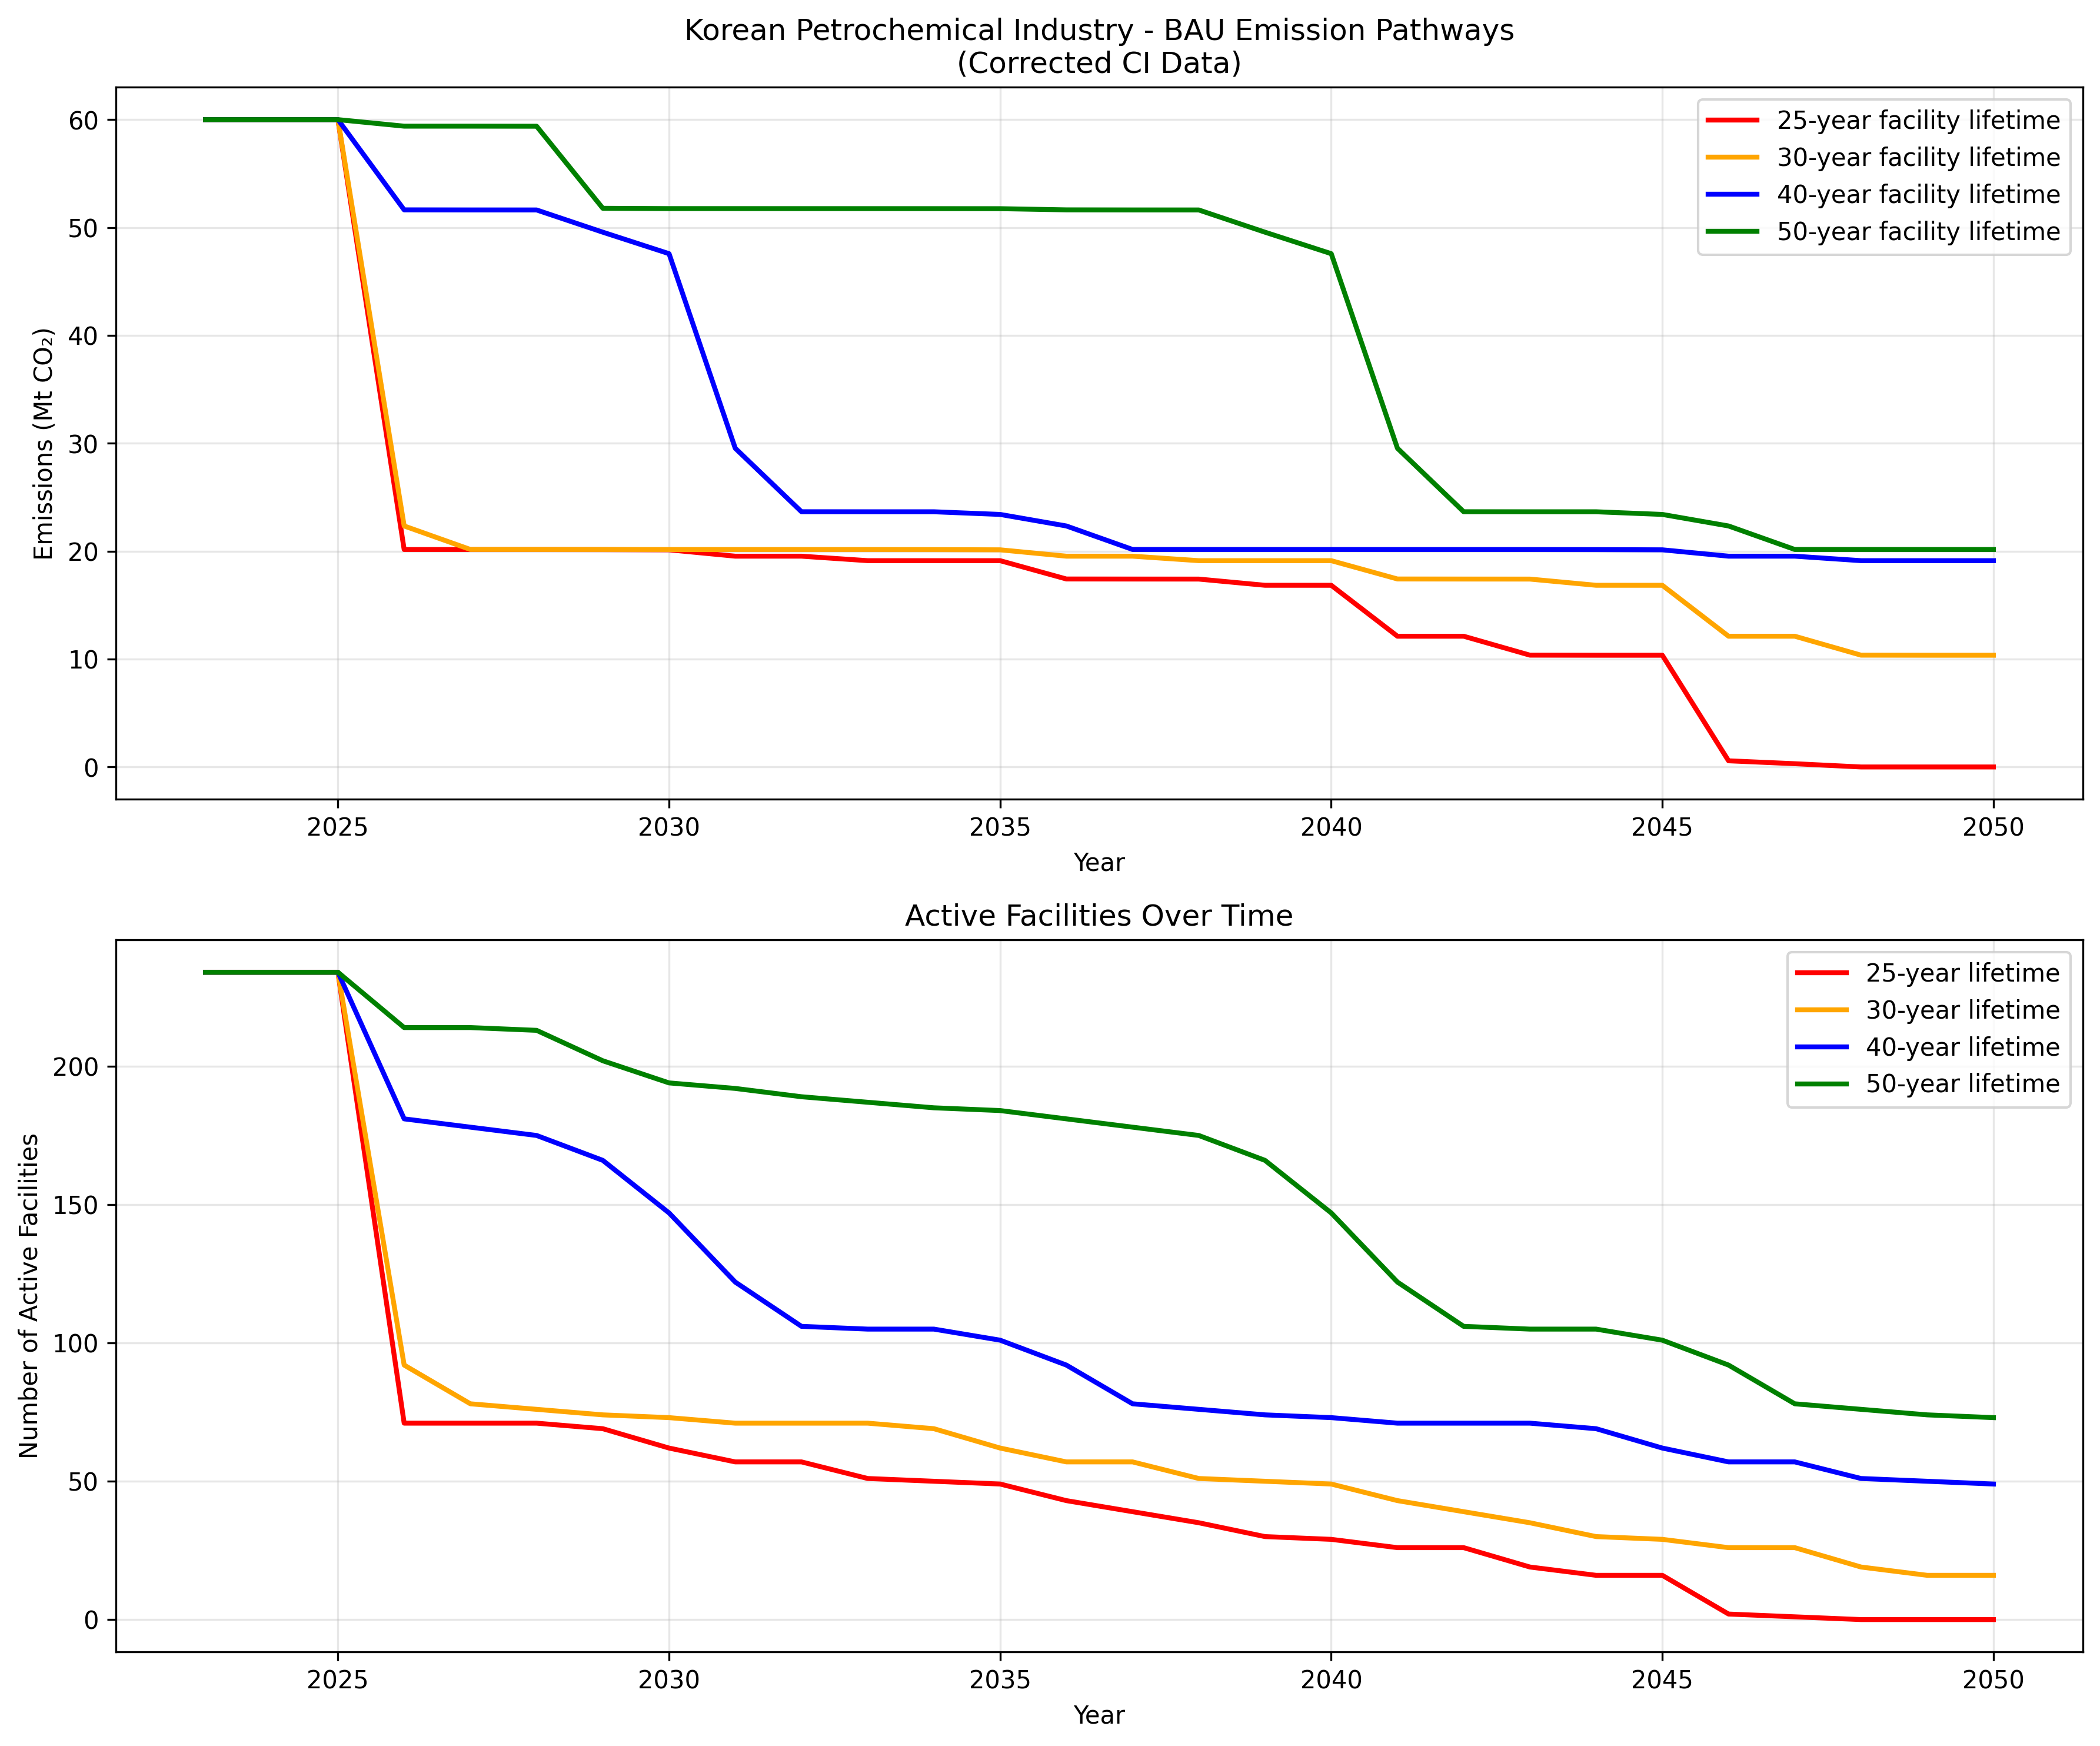 Korean Petrochemical Industry - BAU Emission Pathways
(Corrected CI Data)
Emissions (Mt CO₂)
60
50
40
30
20
10
0
25-year facility lifetime
30-year facility lifetime
40-year facility lifetime
50-year facility lifetime
2025 2030 2035 2040 2045 2050
Year
Active Facilities Over Time
Number of Active Facilities
200
150
100
50
0
25-year lifetime
30-year lifetime
40-year lifetime
50-year lifetime
2025 2030 2035 2040 2045 2050
Year